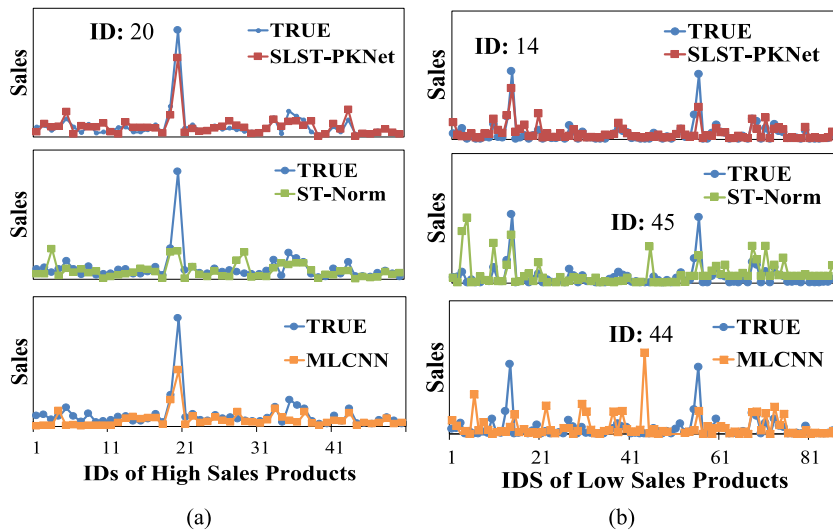 ID: 20
TRUE
SLST-PKNet
Sales
TRUE
ST-Norm
Sales
TRUE
MLCNN
Sales
1 11 21 31 41
IDs of High Sales Products
(a)
ID: 14
TRUE
SLST-PKNet
Sales
TRUE
ST-Norm
ID: 45
Sales
ID: 44
TRUE
MLCNN
Sales
1 21 41 61 81
IDS of Low Sales Products
(b)